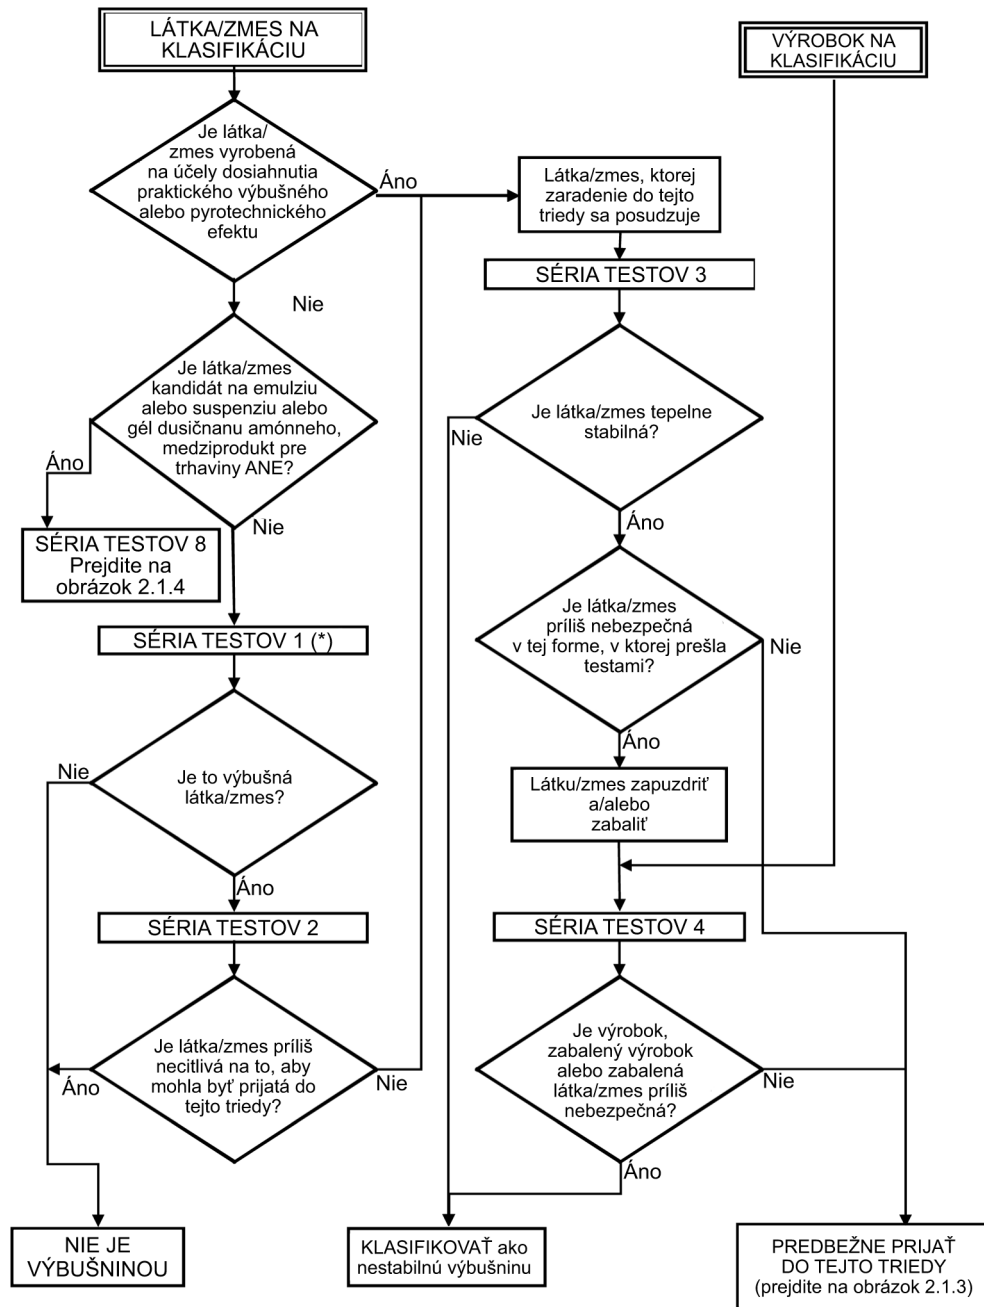 LÁTKA/ZMES NA
KLASIFIKÁCIU
VÝROBOK NA
KLASIFIKÁCIU
Je látka/
zmes vyrobená
na účely dosiahnutia
praktického výbušného
alebo pyrotechnického
efektu
Áno
Látka/zmes, ktorej
zaradenie do tejto
triedy sa posudzuje
SÉRIA TESTOV 3
Nie
Je látka/zmes
kandidát na emulziu
alebo suspenziu alebo
gél dusičnanu amónneho,
medziprodukt pre
trhaviny ANE?
Je látka/zmes tepelne
stabilná?
Nie
Áno
Áno
Nie
SÉRIA TESTOV 8
Prejdite na
obrázok 2.1.4
Je látka/zmes
príliš nebezpečná
v tej forme, v ktorej prešla
testami?
Nie
SÉRIA TESTOV 1 (*)
Áno
Nie
Je to výbušná
látka/zmes?
Látku/zmes zapuzdriť
a/alebo
zabaliť
Áno
SÉRIA TESTOV 2
SÉRIA TESTOV 4
Je látka/zmes príliš
necitlivá na to, aby
mohla byť prijatá do
tejto triedy?
Áno
Nie
Je výrobok,
zabalený výrobok
alebo zabalená
látka/zmes príliš
nebezpečná?
Nie
Áno
NIE JE
VÝBUŠNINOU
KLASIFIKOVAŤ ako
nestabilnú výbušninu
PREDBEŽNE PRIJAŤ
DO TEJTO TRIEDY
(prejdite na obrázok 2.1.3)